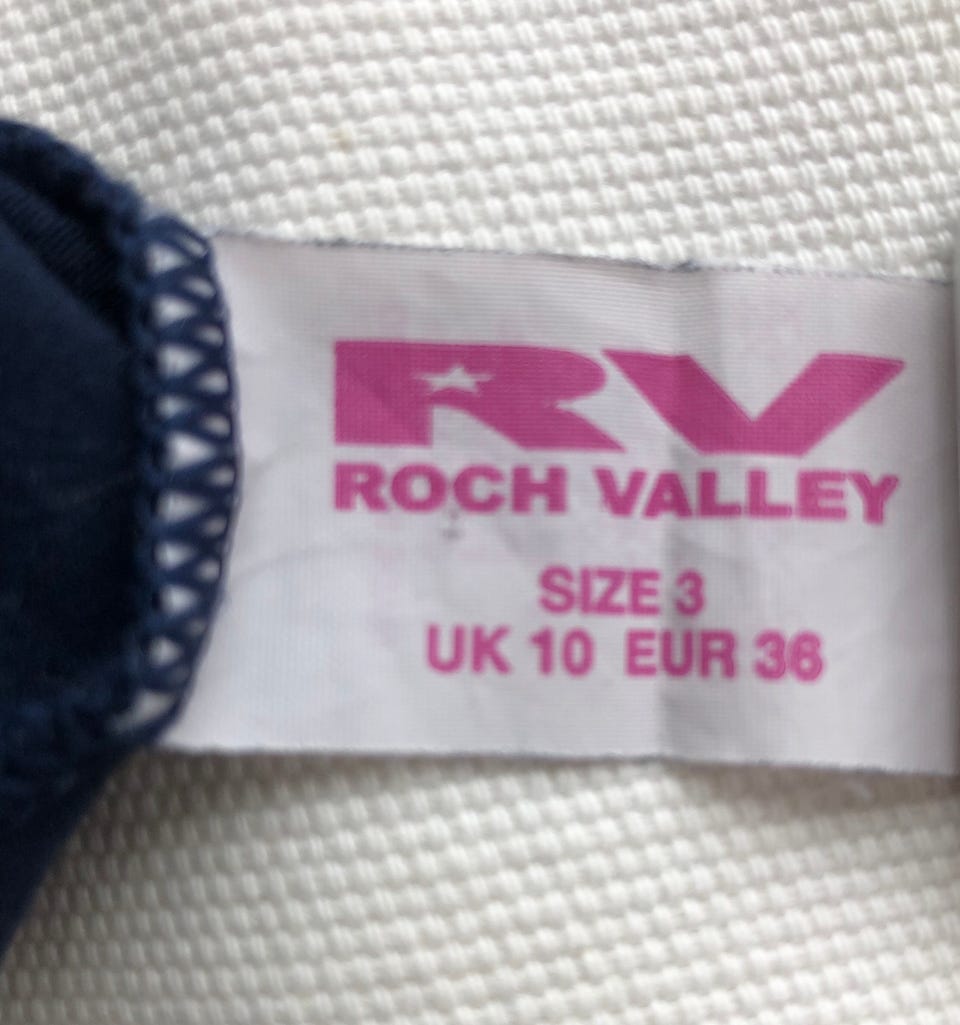 RV
ROCH VALLEY
SIZE 3
UK 10 EUR 36